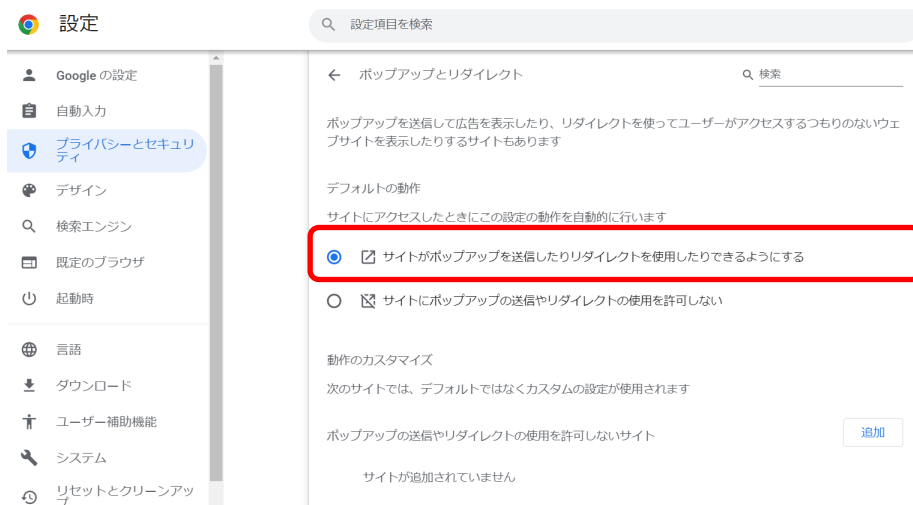 設定
設定項目を検索
Google の設定
自動入力
プライバシーとセキュリ
ティ
デザイン
検索エンジン
既定のブラウザ
起動時
言語
ダウンロード
ユーザー補助機能
システム
リセットとクリーンアッ
プ
ポップアップとリダイレクト
検索
ポップアップを送信して広告を表示したり、リダイレクトを使ってユーザーがアクセスするつもりのないウェ
ブサイトを表示したりするサイトもあります
デフォルトの動作
サイトにアクセスしたときにこの設定の動作を自動的に行います
サイトがポップアップを送信したりリダイレクトを使用したりできるようにする
サイトにポップアップの送信やリダイレクトの使用を許可しない
動作のカスタマイズ
次のサイトでは、デフォルトではなくカスタムの設定が使用されます
ポップアップの送信やリダイレクトの使用を許可しないサイト
追加
サイトが追加されていません